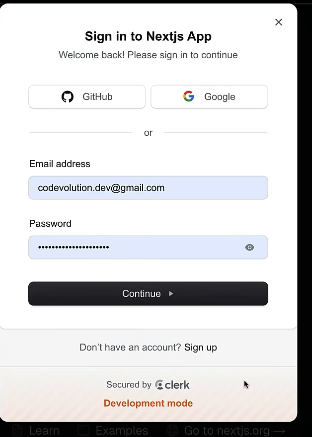 Sign in to Nextjs App
Welcome back! Please sign in to continue
GitHub
Google
or
Email address
codevolution.dev@gmail.com
Password
••••••••••••••••••••
Continue
Don't have an account? Sign up
Secured by clerk
Development mode
Learn Examples Go to nextjs.org →